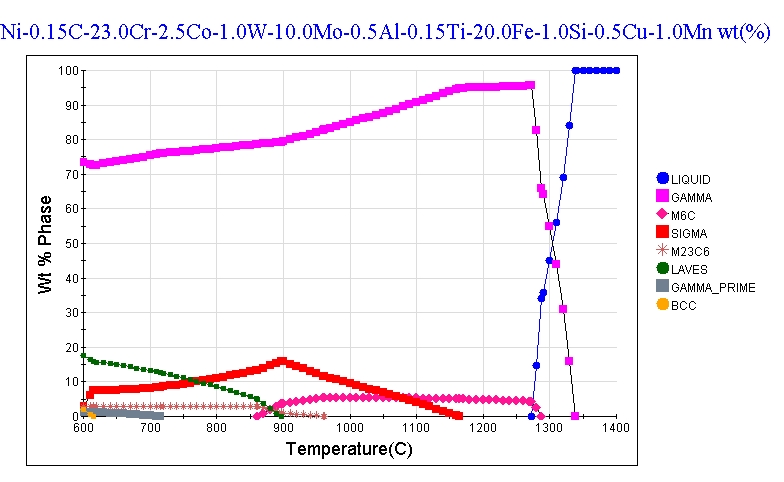 Ni-0.15C-23.0Cr-2.5Co-1.0W-10.0Mo-0.5Al-0.15Ti-20.0Fe-1.0Si-0.5Cu-1.0Mn wt(%)
100
90
80
70
60
50
40
30
20
10
0
Wt % Phase
600 700 800 900 1000 1100 1200 1300 1400
Temperature(C)
LIQUID
GAMMA
M6C
SIGMA
M23C6
LAVES
GAMMA_PRIME
BCC